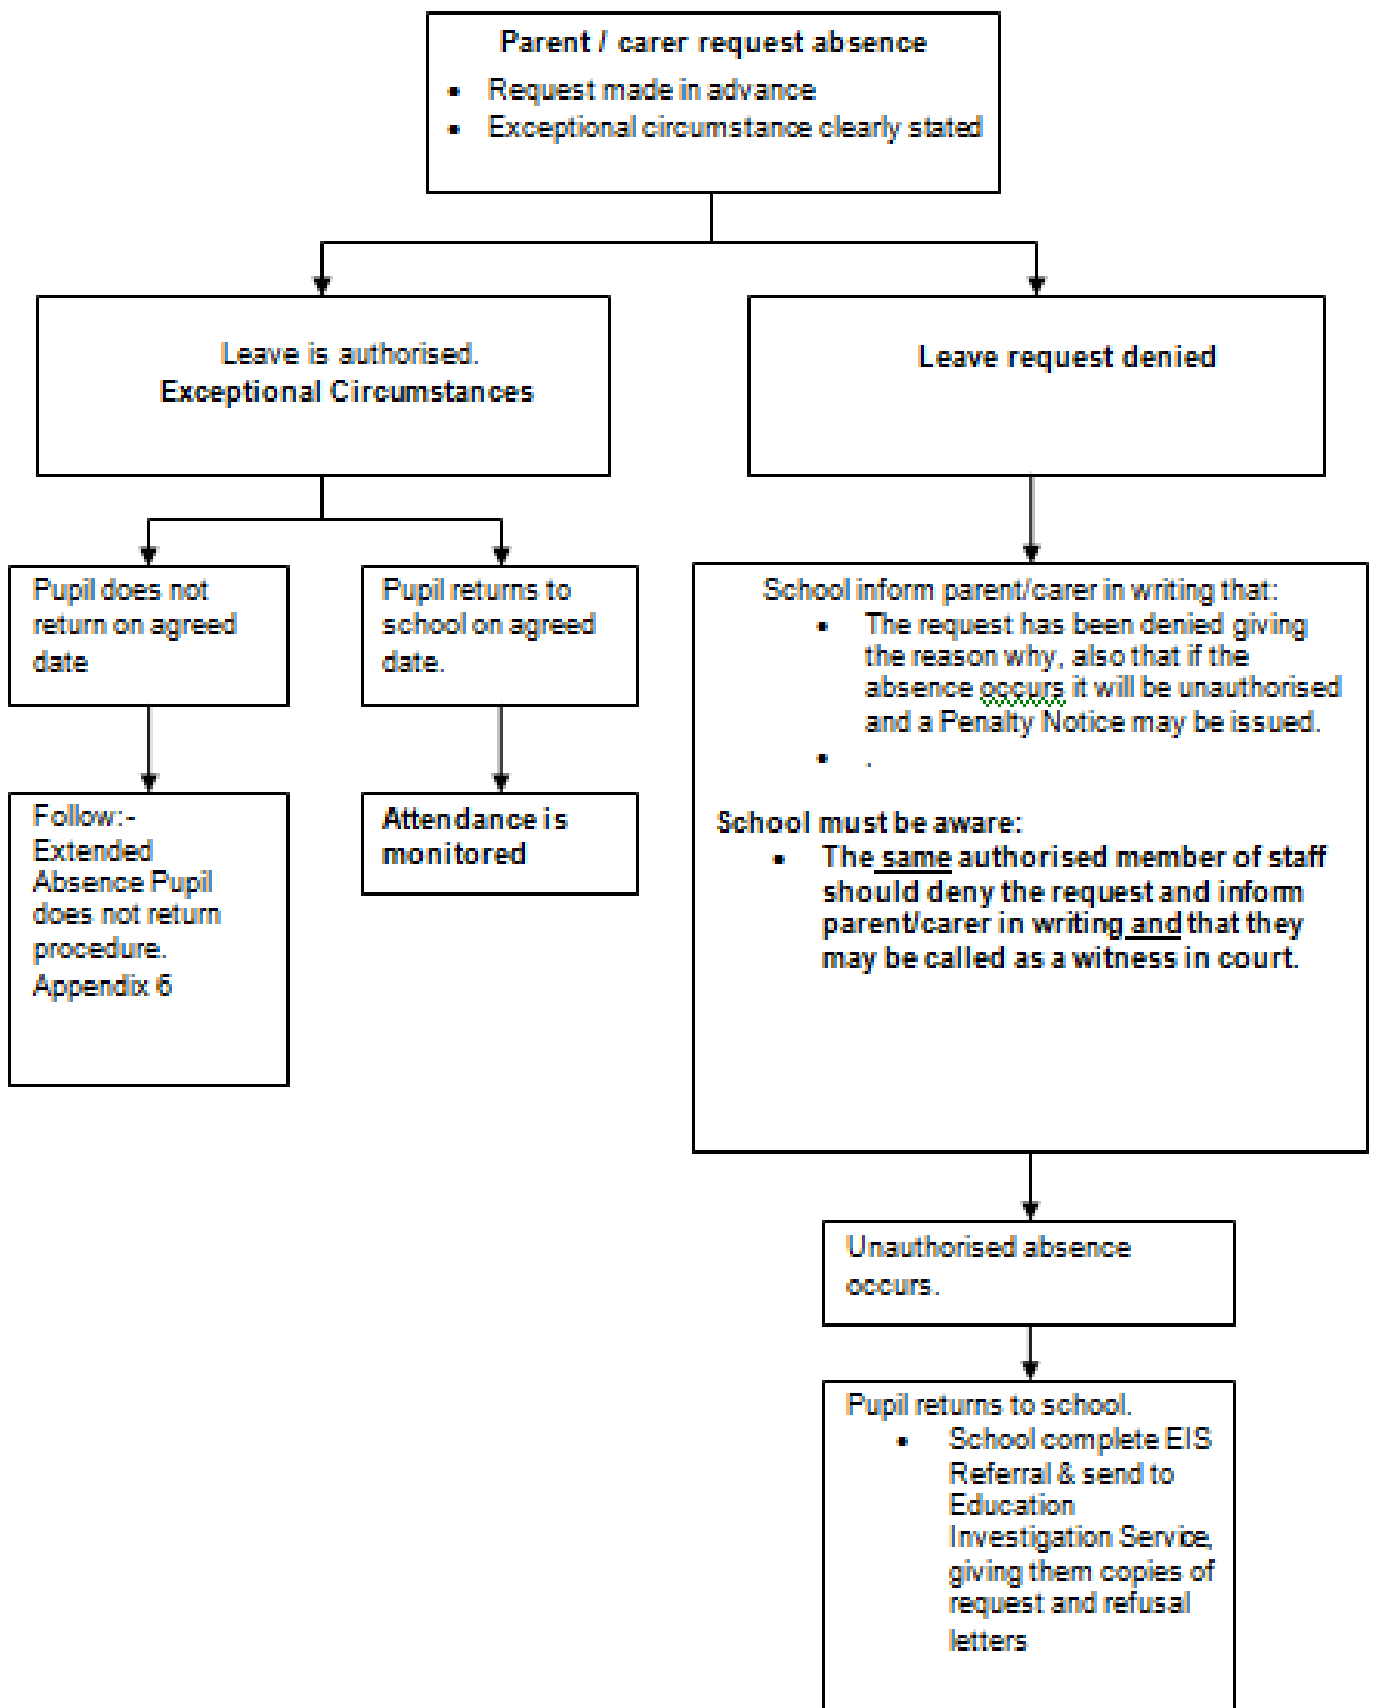 Parent / carer request absence
• Request made in advance
• Exceptional circumstance clearly stated
Leave is authorised.
Exceptional Circumstances
Leave request denied
Pupil does not
return on agreed
date
Pupil returns to
school on agreed
date.
School inform parent/carer in writing that:
• The request has been denied giving
the reason why, also that if the
absence occurs it will be unauthorised
and a Penalty Notice may be issued.
• .
School must be aware:
• The same authorised member of staff
should deny the request and inform
parent/carer in writing and that they
may be called as a witness in court.
Follow:-
Extended
Absence Pupil
does not return
procedure.
Appendix 6
Attendance is
monitored
Unauthorised absence
occurs.
Pupil returns to school.
• School complete EIS
Referral & send to
Education
Investigation Service,
giving them copies of
request and refusal
letters